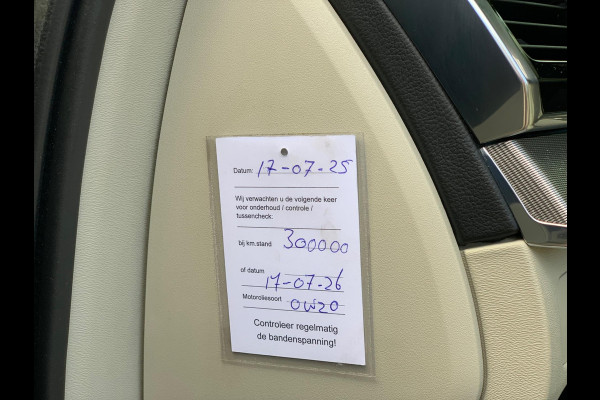 Datum: 17-07-25
Wij verwachten u de volgende keer
voor onderhoud / controle /
tussencheck:
bij km.stand 300000
of datum 17-07-26
Motoroliesoort 0W20
Controleer regelmatig
de bandenspanning!